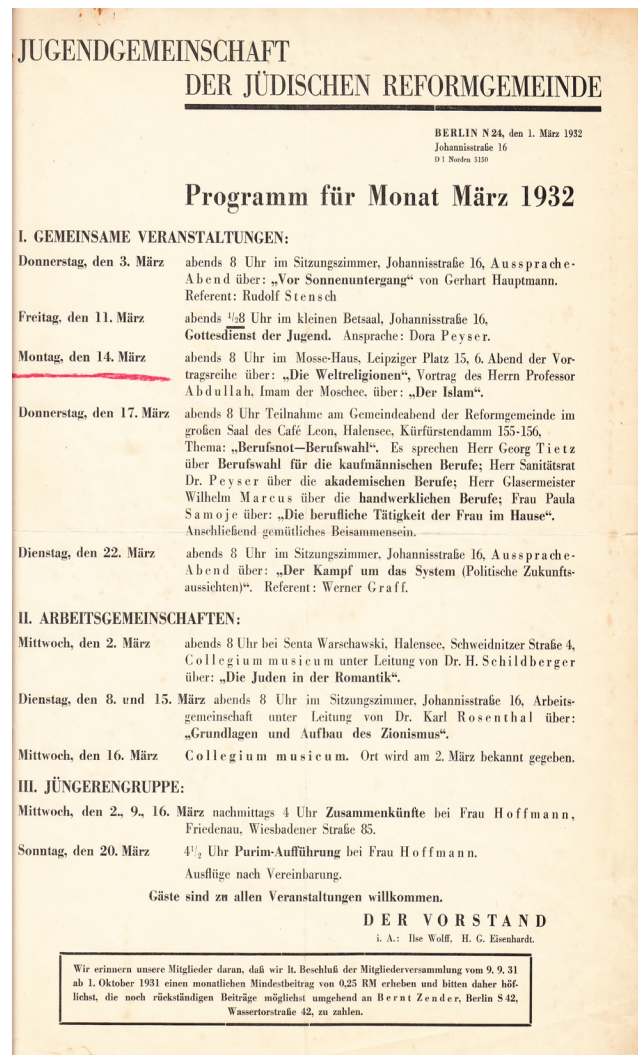 JUGENDGEMEINSCHAFT
DER JÜDISCHEN REFORMGEMEINDE
BERLIN N 24, den 1. März 1932
Johannisstraße 16
D 1 Norden 5150
Programm für Monat März 1932
I. GEMEINSAME VERANSTALTUNGEN:
Donnerstag, den 3. März abends 8 Uhr im Sitzungszimmer, Johannisstraße 16, Aussprache-
Abend über: „Vor Sonnenuntergang“ von Gerhart Hauptmann.
Referent: Rudolf Stensch
Freitag, den 11. März abends ½8 Uhr im kleinen Betsaal, Johannisstraße 16,
Gottesdienst der Jugend. Ansprache: Dora Peyser.
Montag, den 14. März abends 8 Uhr im Mosse-Haus, Leipziger Platz 15, 6. Abend der Vor-
tragsreihe über: „Die Weltreligionen“, Vortrag des Herrn Professor
Abdullah, Imam der Moschee, über: „Der Islam“.
Donnerstag, den 17. März abends 8 Uhr Teilnahme am Gemeindeabend der Reformgemeinde im
großen Saal des Café Leon, Halensee, Kürfürstendamm 155-156,
Thema: „Berufsnot—Berufswahl“. Es sprechen Herr Georg Tietz
über Berufswahl für die kaufmännischen Berufe; Herr Sanitätsrat
Dr. Peyser über die akademischen Berufe; Herr Glasermeister
Wilhelm Marcus über die handwerklichen Berufe; Frau Paula
Samoje über: „Die berufliche Tätigkeit der Frau im Hause“.
Anschließend gemütliches Beisammensein.
Dienstag, den 22. März abends 8 Uhr im Sitzungszimmer, Johannisstraße 16, Aussprache-
Abend über: „Der Kampf um das System (Politische Zukunfts-
aussichten)“. Referent: Werner Graff.
II. ARBEITSGEMEINSCHAFTEN:
Mittwoch, den 2. März abends 8 Uhr bei Senta Warschawski, Halensee, Schweidnitzer Straße 4,
Collegium musicum unter Leitung von Dr. H. Schildberger
über: „Die Juden in der Romantik“.
Dienstag, den 8. und 15. März abends 8 Uhr im Sitzungszimmer, Johannisstraße 16, Arbeits-
gemeinschaft unter Leitung von Dr. Karl Rosenthal über:
„Grundlagen und Aufbau des Zionismus“.
Mittwoch, den 16. März Collegium musicum. Ort wird am 2. März bekannt gegeben.
III. JÜNGERENGRUPPE:
Mittwoch, den 2., 9., 16. März nachmittags 4 Uhr Zusammenkünfte bei Frau Hoffmann,
Friedenau, Wiesbadener Straße 85.
Sonntag, den 20. März 4½ Uhr Purim-Aufführung bei Frau Hoffmann.
Ausflüge nach Vereinbarung.
Gäste sind zu allen Veranstaltungen willkommen.
DER VORSTAND
i. A.: Ilse Wolff, H. G. Eisenhardt.
Wir erinnern unsere Mitglieder daran, daß wir lt. Beschluß der Mitgliederversammlung vom 9. 9. 31
ab 1. Oktober 1931 einen monatlichen Mindestbeitrag von 0,25 RM erheben und bitten daher höf-
lichst, die noch rückständigen Beiträge möglichst umgehend an Bernt Zender, Berlin S 42,
Wassertorstraße 42, zu zahlen.